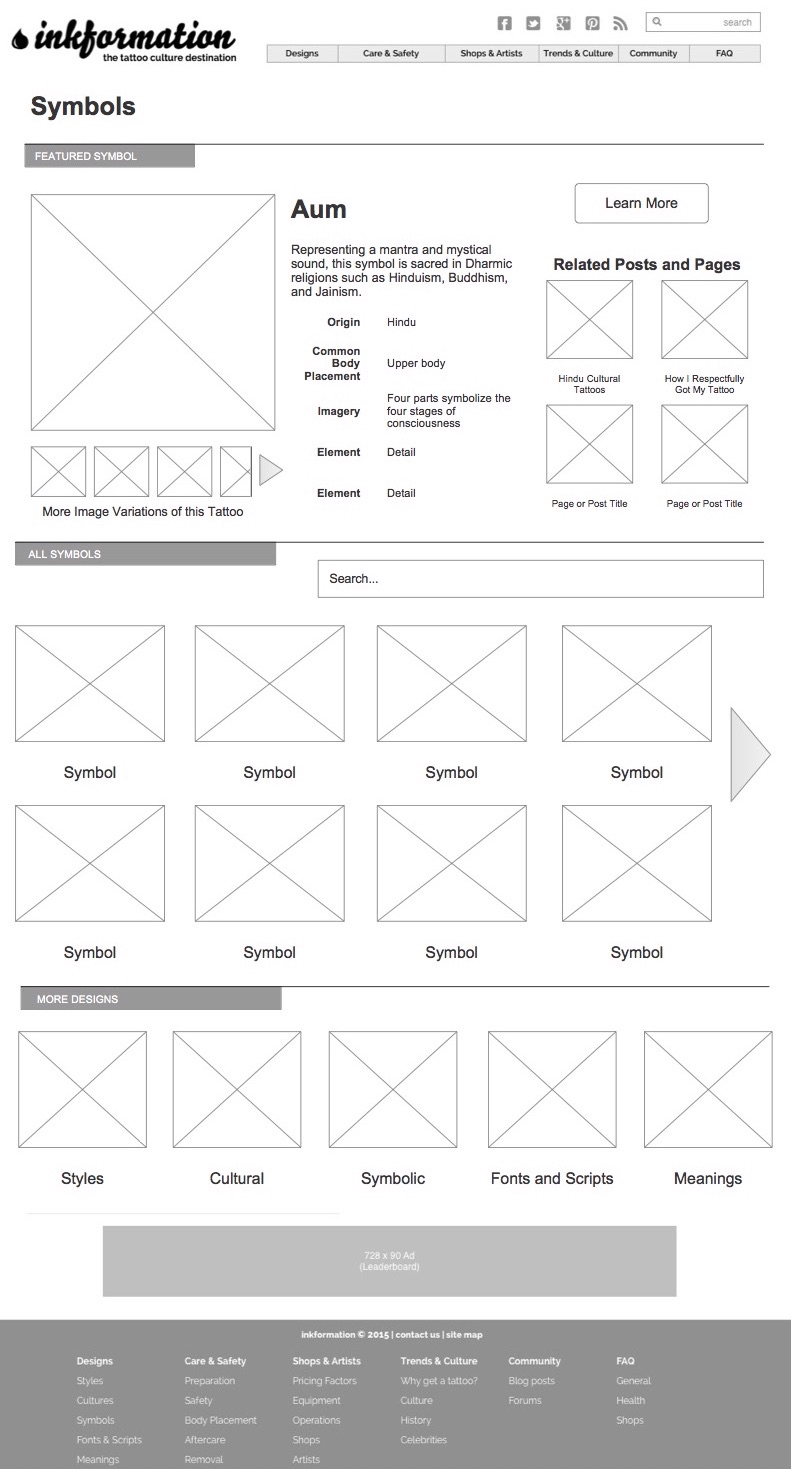 inkformation
the tattoo culture destination
search
Designs Care & Safety Shops & Artists Trends & Culture Community FAQ
Symbols
FEATURED SYMBOL
Aum
Representing a mantra and mystical
sound, this symbol is sacred in Dharmic
religions such as Hinduism, Buddhism,
and Jainism.
Origin Hindu
Common
Body
Placement
Upper body
Imagery
Four parts symbolize the
four stages of
consciousness
Element Detail
Element Detail
More Image Variations of this Tattoo
Learn More
Related Posts and Pages
Hindu Cultural
Tattoos
How I Respectfully
Got My Tattoo
Page or Post Title Page or Post Title
ALL SYMBOLS
Search...
Symbol Symbol Symbol Symbol
Symbol Symbol Symbol Symbol
MORE DESIGNS
Styles Cultural Symbolic Fonts and Scripts Meanings
728 x 90 Ad
(Leaderboard)
inkformation © 2015 | contact us | site map
Designs Care & Safety Shops & Artists Trends & Culture Community FAQ
Styles Preparation Pricing Factors Why get a tattoo? Blog posts General
Cultures Safety Equipment Culture Forums Health
Symbols Body Placement Operations History Shops
Fonts & Scripts Aftercare Shops Celebrities
Meanings Removal Artists